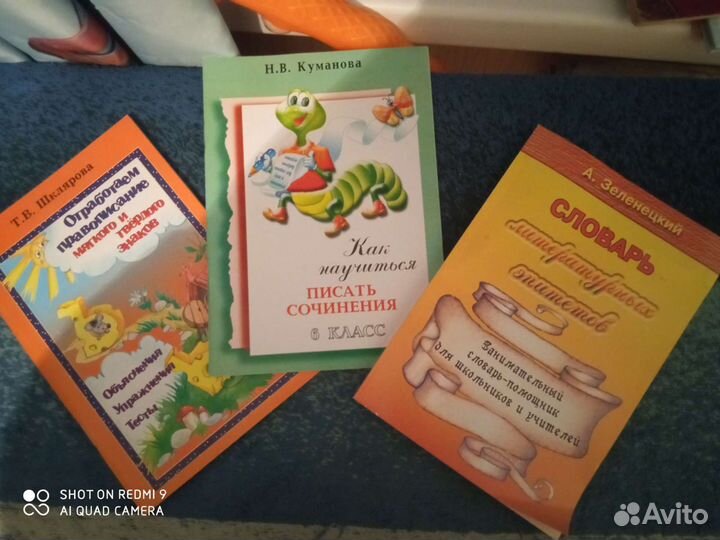 Т.В. Шклярова
Отработаем
правописание
мягкого и твёрдого
знаков
Объяснения
Упражнения
Тесты
Н.В. Куманова
Как
научиться
ПИСАТЬ
СОЧИНЕНИЯ
6 КЛАСС
А. Зеленецкий
СЛОВАРЬ
литературных
эпитетов
Занимательный
словарь-помощник
для школьников и учителей
SHOT ON REDMI 9
AI QUAD CAMERA
Avito